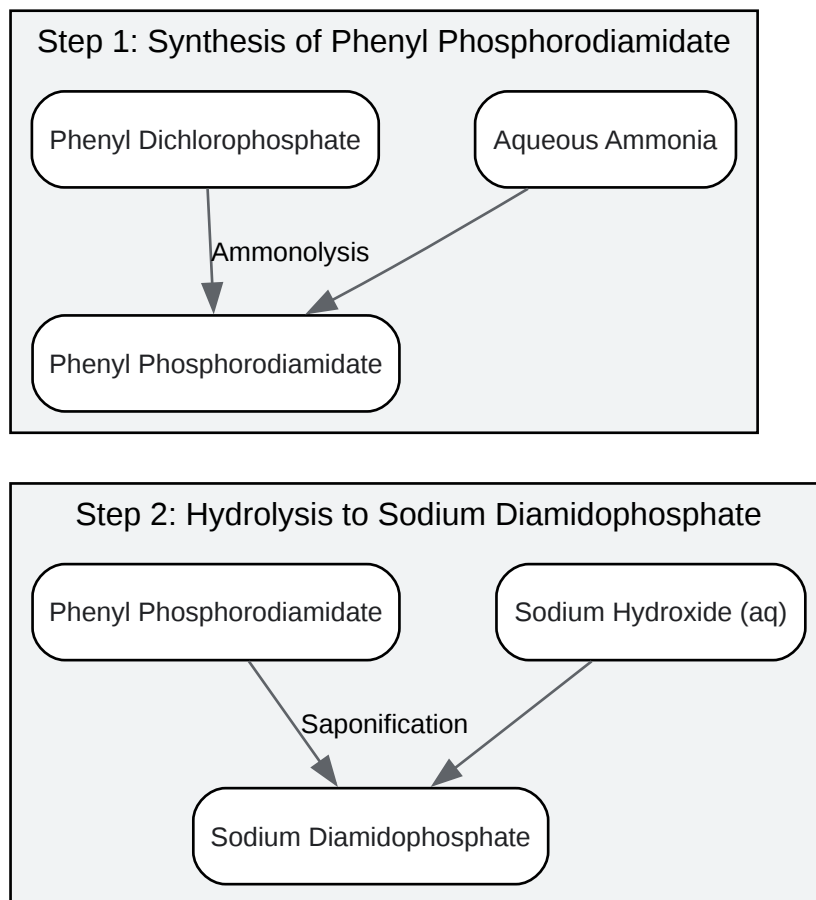 Step 1: Synthesis of Phenyl Phosphorodiamidate
Phenyl Dichlorophosphate
Aqueous Ammonia
Ammonolysis
Phenyl Phosphorodiamidate
Step 2: Hydrolysis to Sodium Diamidophosphate
Phenyl Phosphorodiamidate
Sodium Hydroxide (aq)
Saponification
Sodium Diamidophosphate